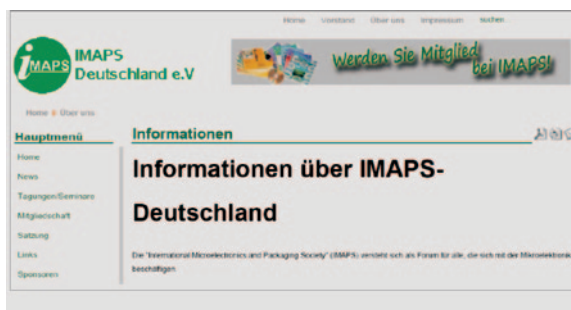 Home Vorstand Über uns Impressum suchen
iMAPS
IMAPS
Deutschland e.V
Werden Sie Mitglied
bei IMAPS!
Home Über uns
Hauptmenü
Informationen
Home
News
Tagungen/Seminare
Mitgliedschaft
Satzung
Links
Sponsoren
Informationen über IMAPS-
Deutschland
Die "International Microelectronics and Packaging Society" (IMAPS) versteht sich als Forum für alle, die sich mit der Mikroelektronik
beschäftigen